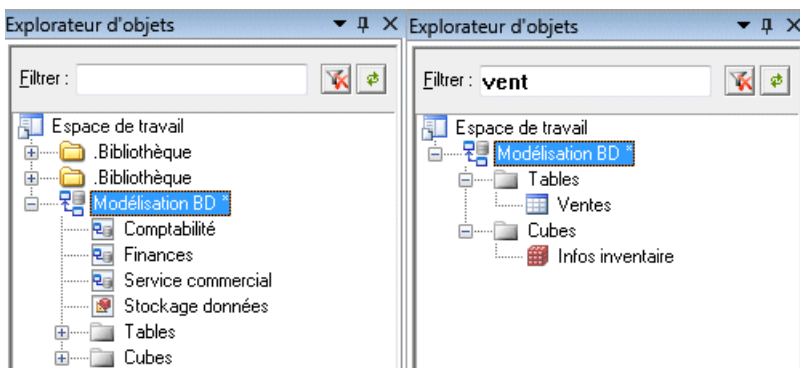 Explorateur d'objets
Filtrer :
Espace de travail
.Bibliothèque
.Bibliothèque
Modélisation BD *
Comptabilité
Finances
Service commercial
Stockage données
Tables
Cubes
Explorateur d'objets
Filtrer : vent
Espace de travail
Modélisation BD *
Tables
Ventes
Cubes
Infos inventaire